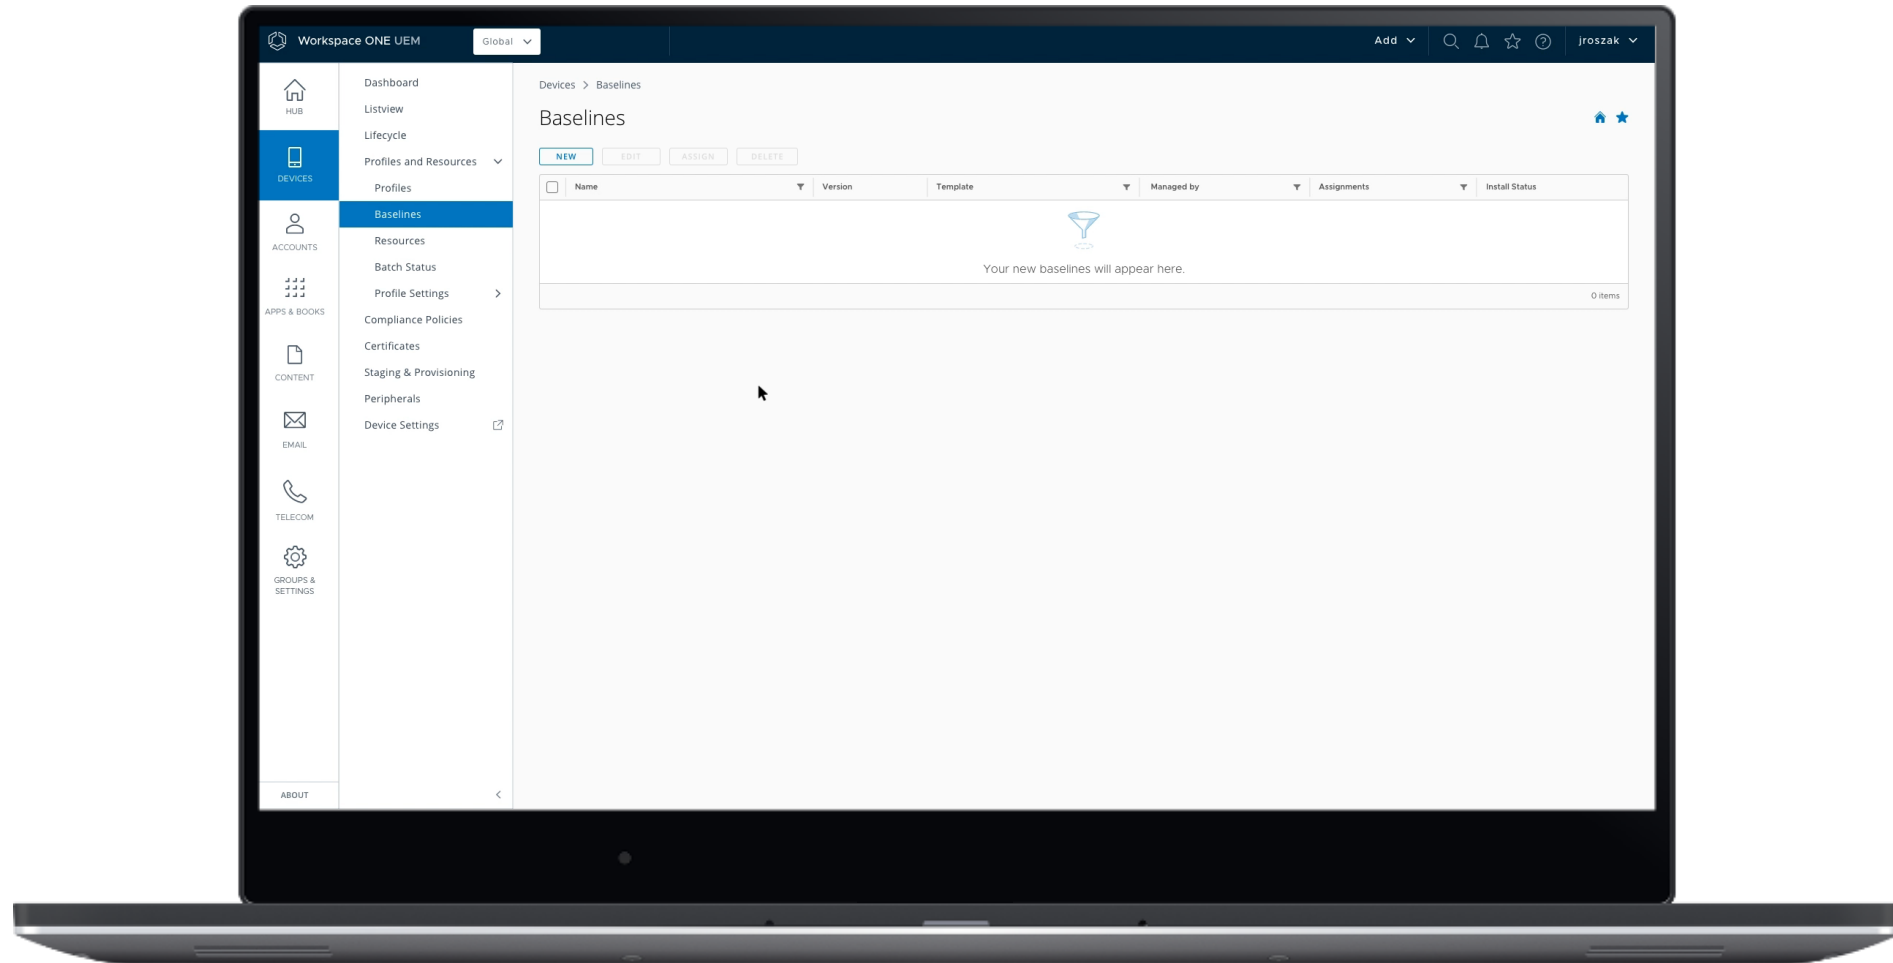 Workspace ONE UEM
Global
Add
jroszak
HUB
DEVICES
ACCOUNTS
APPS & BOOKS
CONTENT
EMAIL
TELECOM
GROUPS &
SETTINGS
ABOUT
Dashboard
Listview
Lifecycle
Profiles and Resources
Profiles
Baselines
Resources
Batch Status
Profile Settings
Compliance Policies
Certificates
Staging & Provisioning
Peripherals
Device Settings
Devices > Baselines
Baselines
NEW EDIT ASSIGN DELETE
Name Version Template Managed by Assignments Install Status
Your new baselines will appear here.
0 items